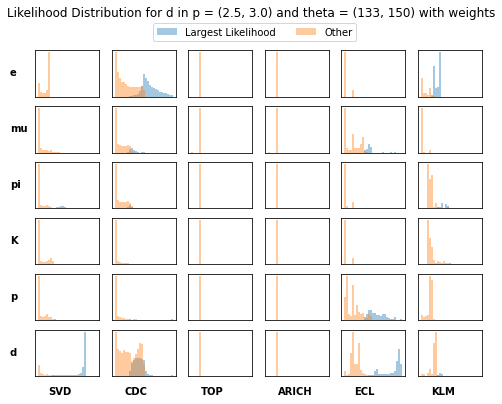 Likelihood Distribution for d in p = (2.5, 3.0) and theta = (133, 150) with weights
Largest Likelihood Other
e
mu
pi
K
p
d
SVD CDC TOP ARICH ECL KLM